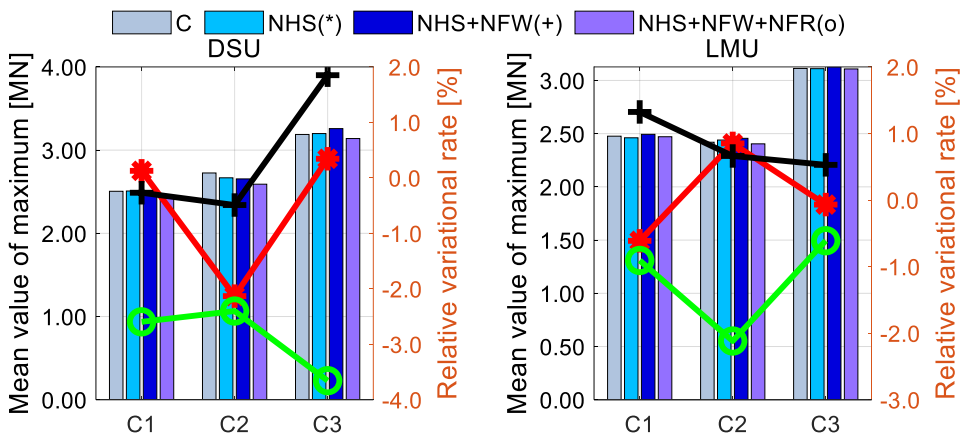 C NHS(*) NHS+NFW(+) NHS+NFW+NFR(o)
DSU
Mean value of maximum [MN]
4.00
3.00
2.00
1.00
0.00
C1 C2 C3
2.0
1.0
0.0
-1.0
-2.0
-3.0
-4.0
Relative variational rate [%]
LMU
Mean value of maximum [MN]
3.00
2.50
2.00
1.50
1.00
0.50
0.00
C1 C2 C3
2.0
1.0
0.0
-1.0
-2.0
-3.0
Relative variational rate [%]